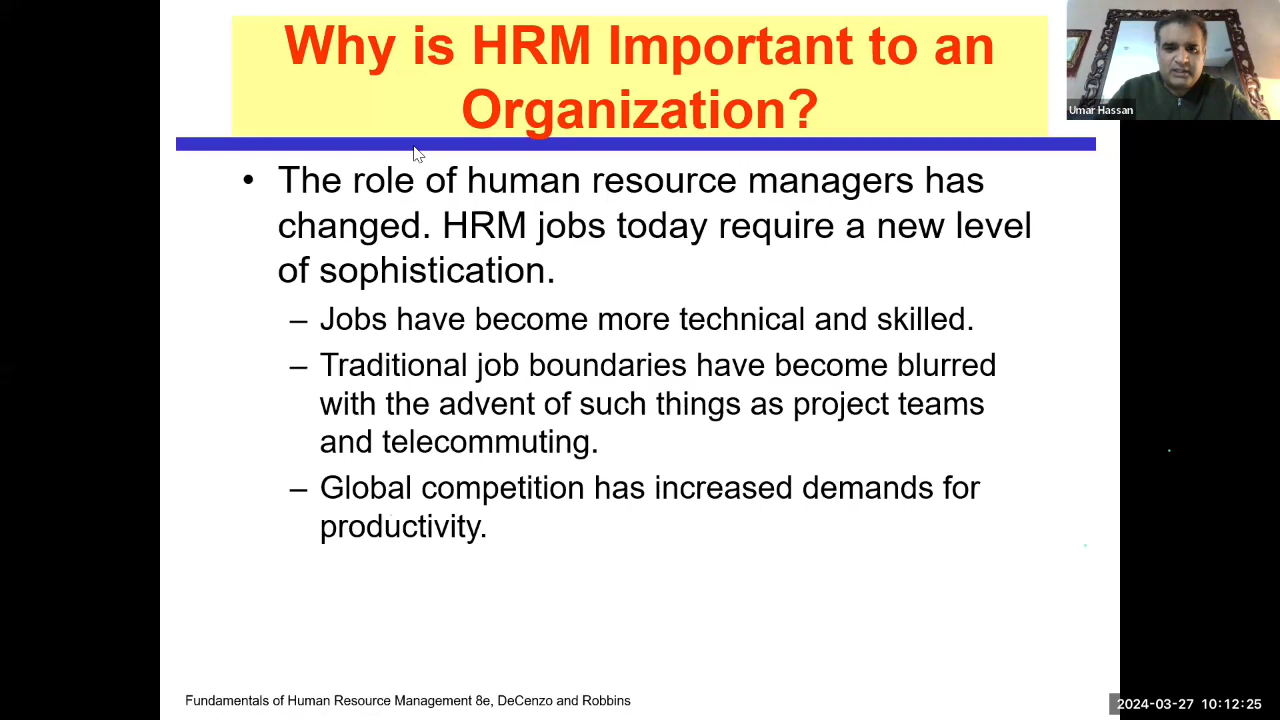 Why is HRM Important to an
Organization?
Umar Hassan
• The role of human resource managers has
changed. HRM jobs today require a new level
of sophistication.
– Jobs have become more technical and skilled.
– Traditional job boundaries have become blurred
with the advent of such things as project teams
and telecommuting.
– Global competition has increased demands for
productivity.
Fundamentals of Human Resource Management 8e, DeCenzo and Robbins
2024-03-27 10:12:25